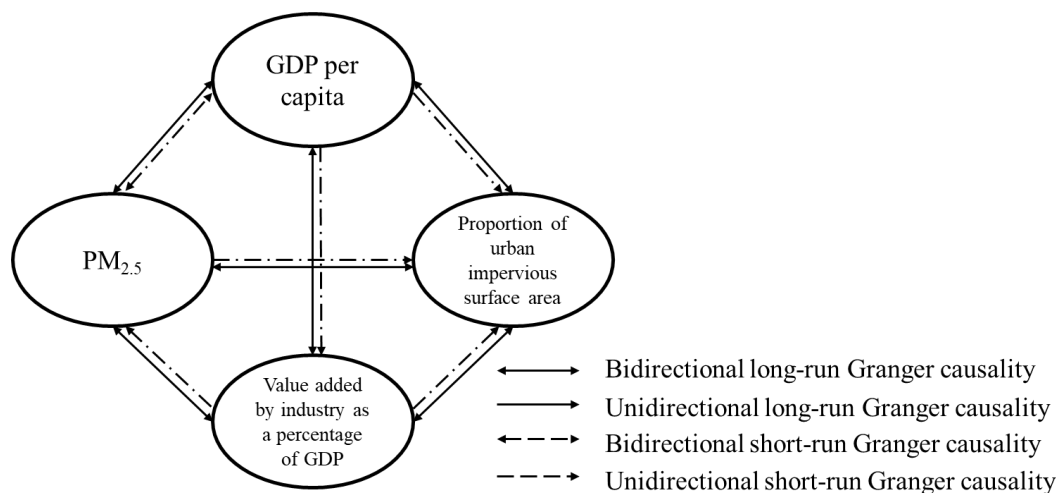 GDP per
capita
PM2.5
Proportion of
urban
impervious
surface area
Value added
by industry as
a percentage
of GDP
Bidirectional long-run Granger causality
Unidirectional long-run Granger causality
Bidirectional short-run Granger causality
Unidirectional short-run Granger causality